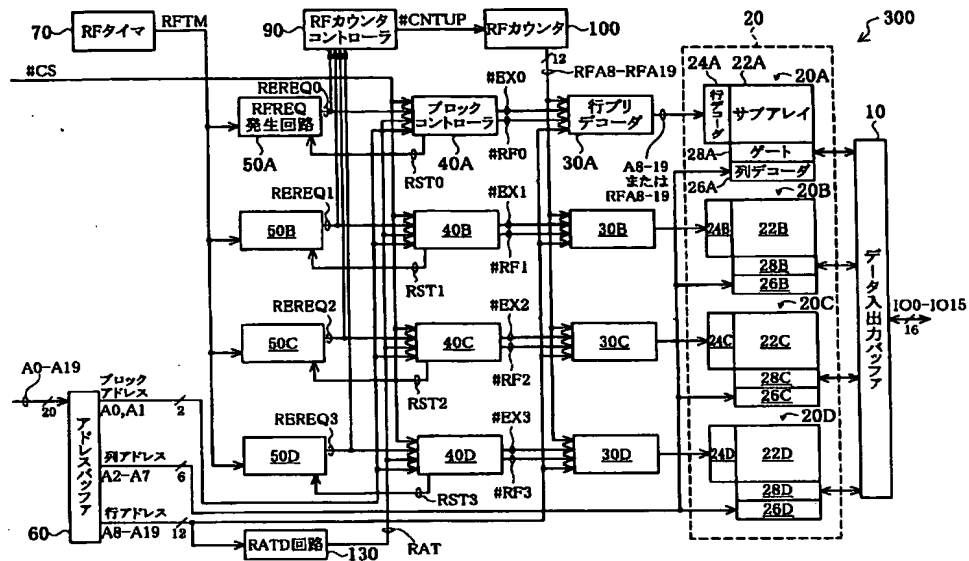 70
RFタイマ
RFTM
90
RFカウンタ
コントローラ
#CNTUP
RFカウンタ
100
20
300
#CS
12
RFA8-RFA19
REREQ0
RFREQ
発生回路
50A
ブロック
コントローラ
40A
RST0
#EX0
#RF0
行プリ
デコーダ
30A
A8-19
または
RFA8-19
24A
22A
20A
行デコーダ
サブアレイ
ゲート
28A
列デコーダ
26A
10
データ入出力バッファ
IO0-IO15
16
REREQ1
50B
40B
RST1
#EX1
#RF1
30B
20B
24B
22B
28B
26B
REREQ2
50C
40C
RST2
#EX2
#RF2
30C
20C
24C
22C
28C
26C
REREQ3
50D
40D
RST3
#EX3
#RF3
30D
20D
24D
22D
28D
26D
A0-A19
20
アドレスバッファ
60
ブロック
アドレス
A0,A1
2
列アドレス
A2-A7
6
行アドレス
A8-A19
12
RATD回路
130
RAT